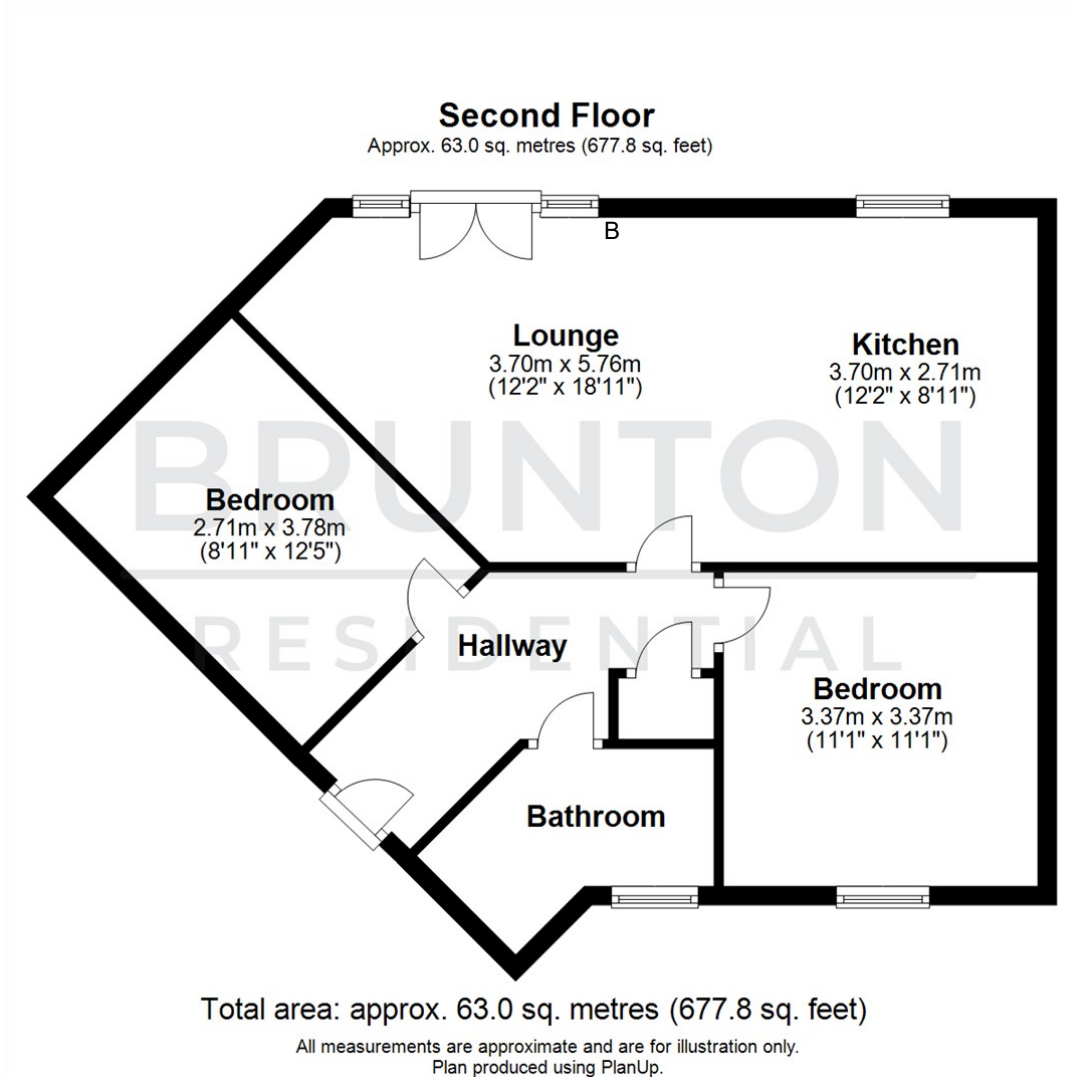 Second Floor
Approx. 63.0 sq. metres (677.8 sq. feet)
B
Lounge
3.70m x 5.76m
(12'2" x 18'11")
Kitchen
3.70m x 2.71m
(12'2" x 8'11")
BRUNTON
RESIDENTIAL
Bedroom
2.71m x 3.78m
(8'11" x 12'5")
Hallway
Bedroom
3.37m x 3.37m
(11'1" x 11'1")
Bathroom
Total area: approx. 63.0 sq. metres (677.8 sq. feet)
All measurements are approximate and are for illustration only.
Plan produced using PlanUp.